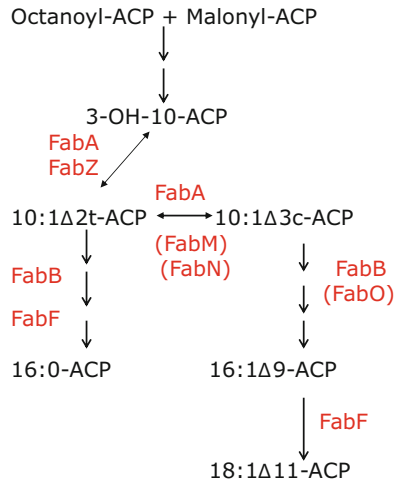 Octanoyl-ACP + Malonyl-ACP
3-OH-10-ACP
FabA
FabZ
FabA
10:1Δ2t-ACP
10:1Δ3c-ACP
(FabM)
(FabN)
FabB
FabF
FabB
(FabO)
16:0-ACP
16:1Δ9-ACP
FabF
18:1Δ11-ACP